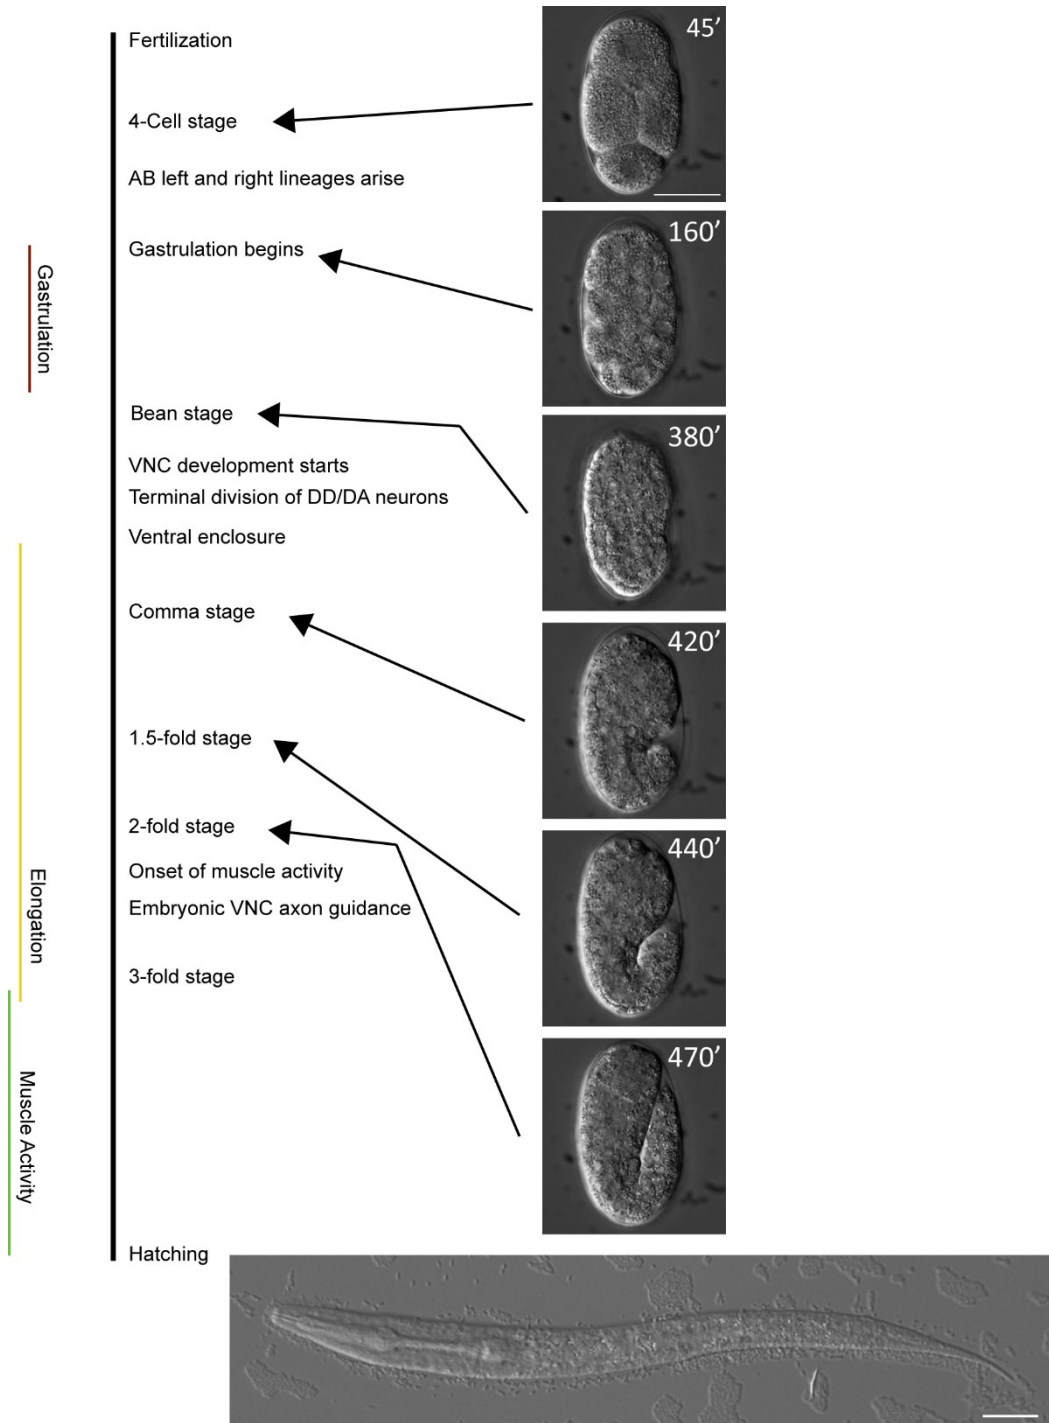 Fertilization
45’
4-Cell stage
AB left and right lineages arise
160’
Gastrulation begins
Gastrulation
Bean stage
380’
VNC development starts
Terminal division of DD/DA neurons
Ventral enclosure
Comma stage
420’
1.5-fold stage
440’
2-fold stage
Onset of muscle activity
Embryonic VNC axon guidance
Elongation
3-fold stage
470’
Muscle Activity
Hatching